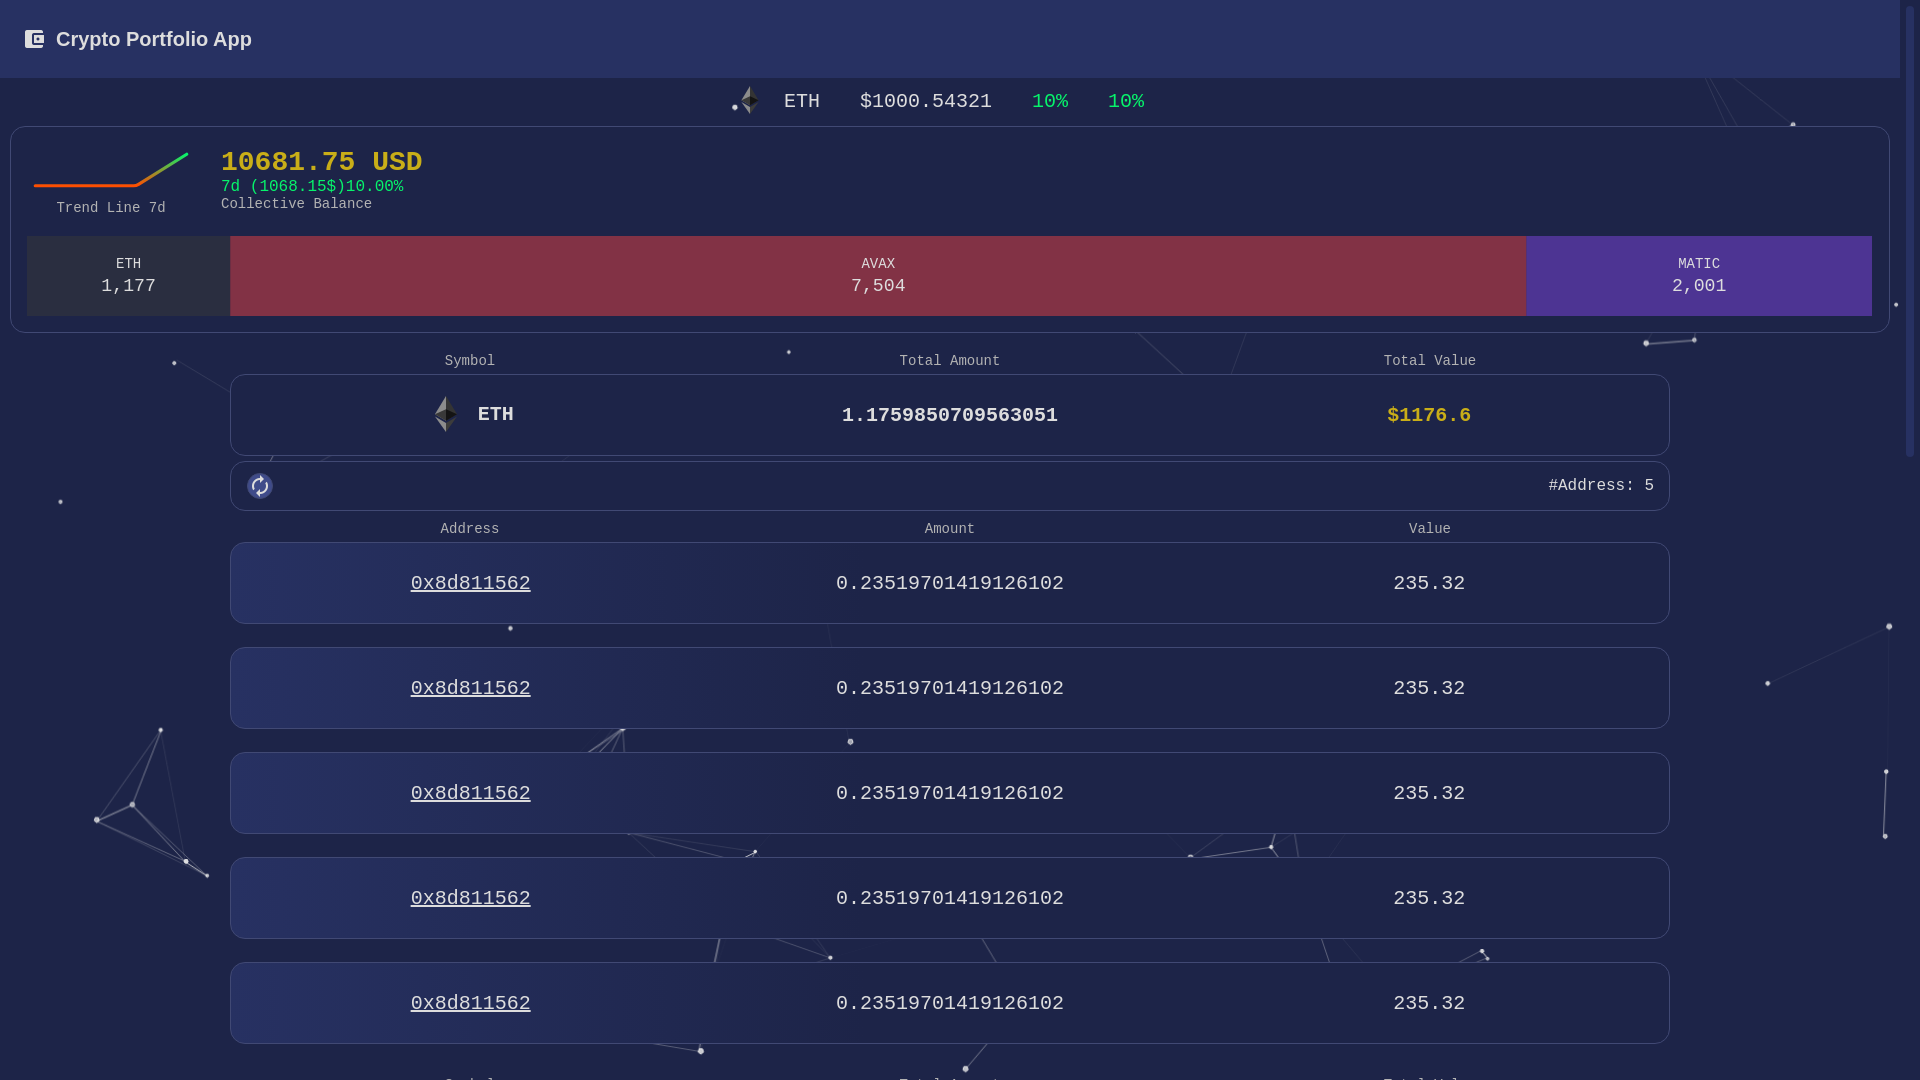 Crypto Portfolio App
ETH $1000.54321 10% 10%
10681.75 USD
7d (1068.15$)10.00%
Collective Balance
Trend Line 7d
ETH
1,177
AVAX
7,504
MATIC
2,001
Symbol Total Amount Total Value
ETH 1.1759850709563051 $1176.6
#Address: 5
Address Amount Value
0x8d811562 0.23519701419126102 235.32
0x8d811562 0.23519701419126102 235.32
0x8d811562 0.23519701419126102 235.32
0x8d811562 0.23519701419126102 235.32
0x8d811562 0.23519701419126102 235.32